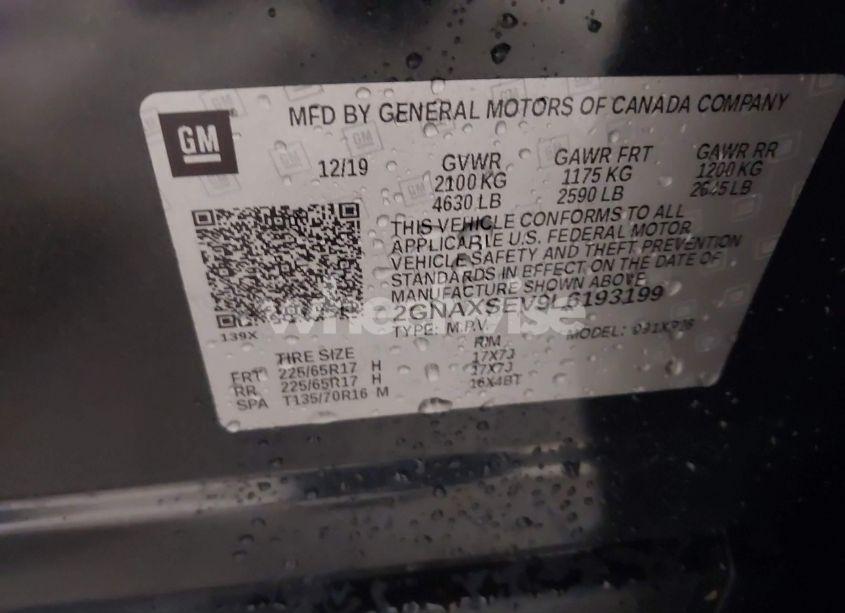 MFD BY GENERAL MOTORS OF CANADA COMPANY
GM
12/19 GVWR GAWR FRT GAWR RR
2100 KG 1175 KG 1200 KG
4630 LB 2590 LB 2645 LB
THIS VEHICLE CONFORMS TO ALL
APPLICABLE U.S. FEDERAL MOTOR
VEHICLE SAFETY AND THEFT PREVENTION
STANDARDS IN EFFECT ON THE DATE OF
MANUFACTURE SHOWN ABOVE
2GNAXSEV9L6193199
139X TYPE: M.P.V. MODEL:
TIRE SIZE RIM
FRT 225/65R17 H 17X7J
RR 225/65R17 H 17X7J
SPA T135/70R16 M 16X4BT